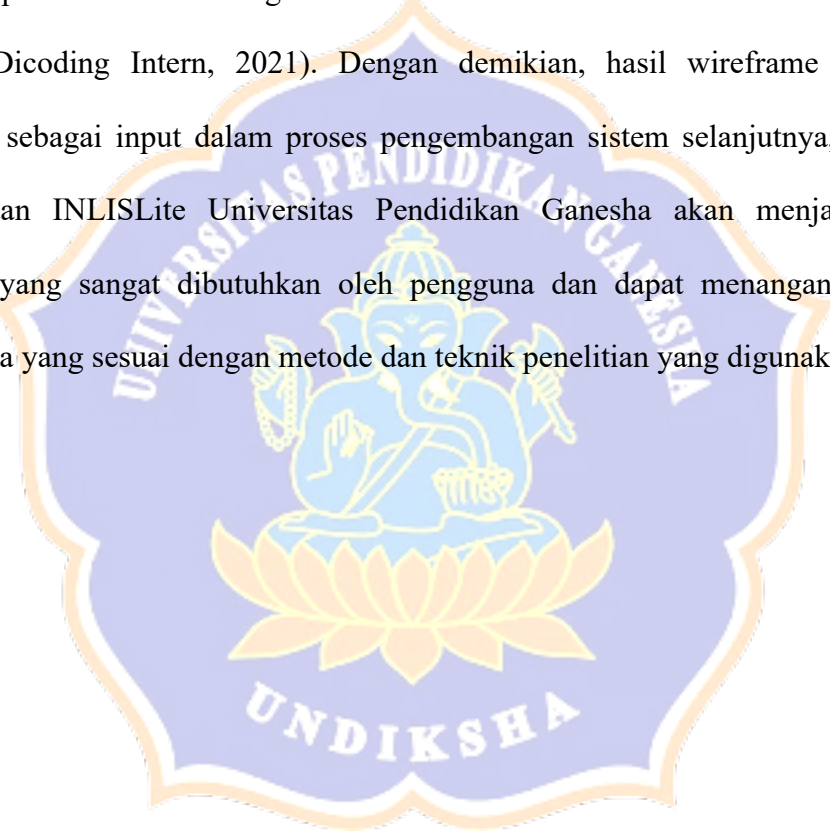 Dicoding Intern, 2021). Dengan demikian, hasil wireframe
sebagai input dalam proses pengembangan sistem selanjutnya,
an INLISLite Universitas Pendidikan Ganesha akan menja
yang sangat dibutuhkan oleh pengguna dan dapat menangan
a yang sesuai dengan metode dan teknik penelitian yang digunak
UNIVERSITAS PENDIDIKAN GANESHA
UNDIKSHA